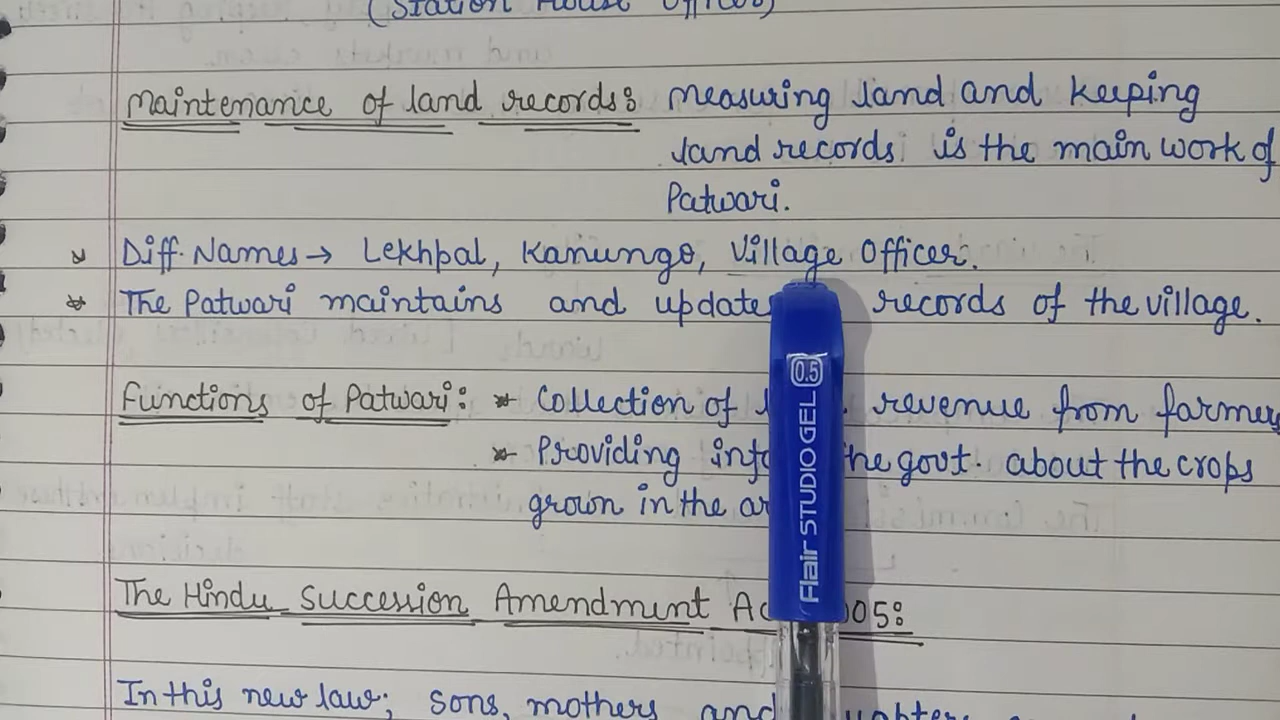 (Station House Officer)
Maintenance of land records: measuring land and keeping
land records is the main work of
Patwari.
Diff. Names → Lekhpal, Kanungo, Village Officer.
* The Patwari maintains and updates records of the village.
Functions of Patwari: * Collection of revenue from farmers
* Providing info the govt. about the crops
grown in the
The Hindu Succession Amendment 005:
In this new law; sons, mothers and
0.5
Flair STUDIO GEL